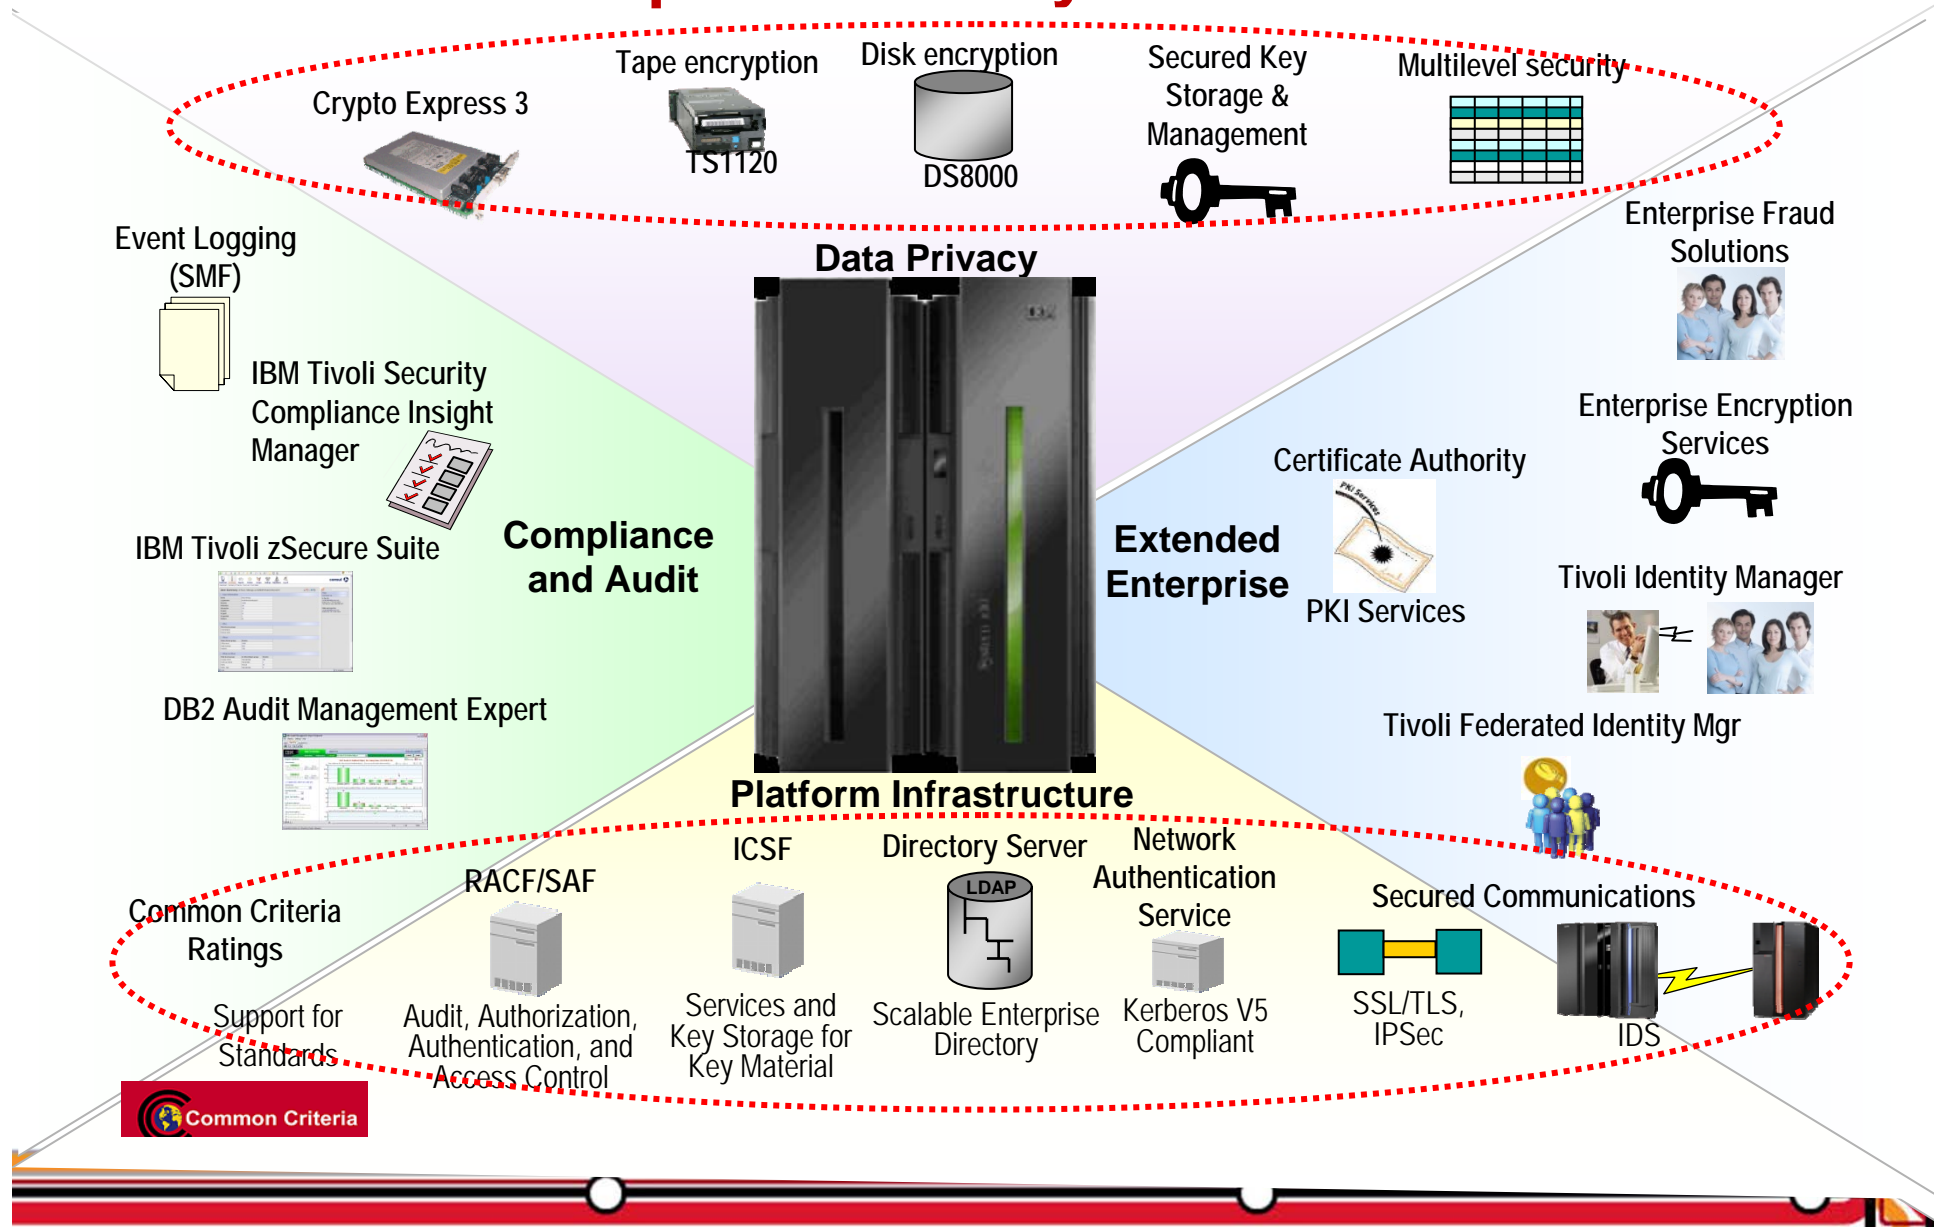 Crypto Express 3
Tape encryption
TS1120
Disk encryption
DS8000
Secured Key
Storage &
Management
Multilevel security
Data Privacy
Event Logging
(SMF)
IBM Tivoli Security
Compliance Insight
Manager
IBM Tivoli zSecure Suite
DB2 Audit Management Expert
Compliance
and Audit
IBM
Extended
Enterprise
Enterprise Fraud
Solutions
Enterprise Encryption
Services
Certificate Authority
PKI Services
PKI Services
Tivoli Identity Manager
Tivoli Federated Identity Mgr
Platform Infrastructure
Common Criteria
Ratings
Support for
Standards
Common Criteria
RACF/SAF
Audit, Authorization,
Authentication, and
Access Control
ICSF
Services and
Key Storage for
Key Material
Directory Server
LDAP
Scalable Enterprise
Directory
Network
Authentication
Service
Kerberos V5
Compliant
Secured Communications
SSL/TLS,
IPSec
IDS